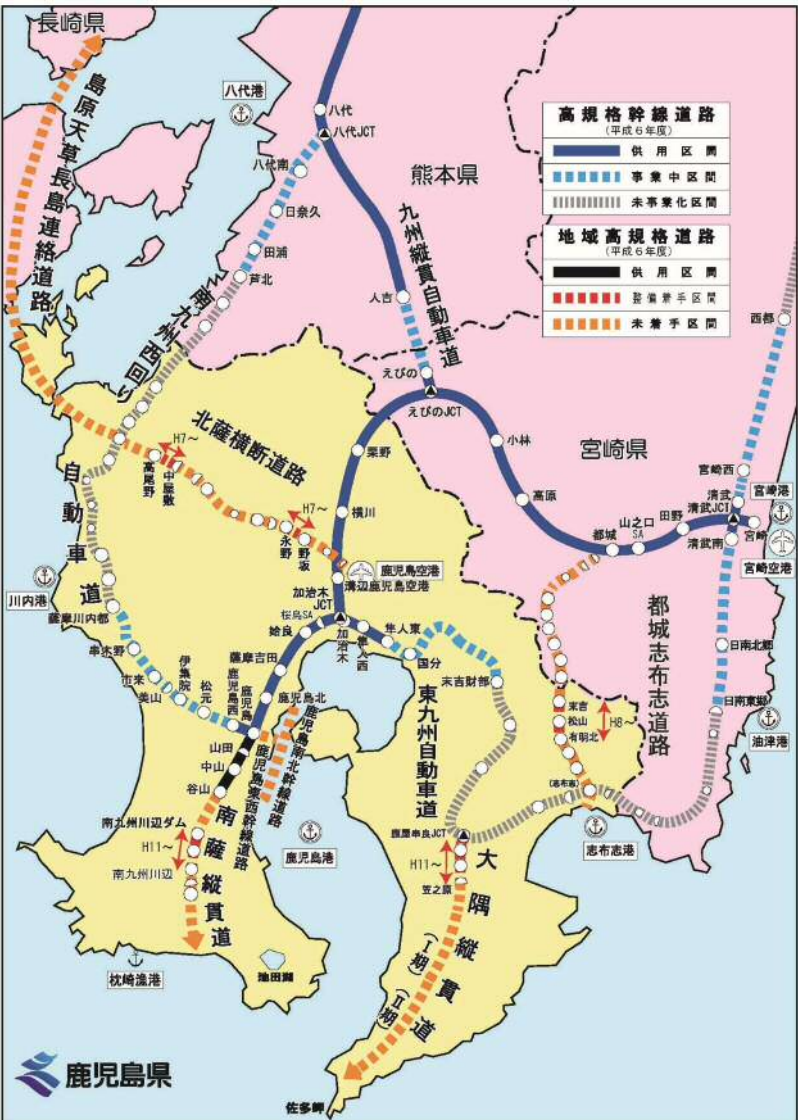 長崎県
島原天草長島連絡道路
八代港
八代
八代JCT
八代南
日奈久
田浦
芦北
熊本県
九州縦貫自動車道
人吉
えびの
えびのJCT
高規格幹線道路
(平成6年度)
供用区間
事業中区間
未事業化区間
地域高規格道路
(平成6年度)
供用区間
整備着手区間
未着手区間
南九州西回り
自動車道
北薩横断道路
H7～
高尾野
中屋敷
H7～
永野
野坂
栗野
横川
小林
高原
宮崎県
西都
宮崎西
清武
清武JCT
宮崎港
宮崎
宮崎空港
清武南
田野
山之口
SA
都城
鹿児島空港
溝辺鹿児島空港
加治木
JCT
桜島SA
加治木
隼人西
隼人東
国分
姶良
薩摩吉田
鹿児島北
鹿児島
鹿児島西
松元
伊集院
美山
市来
串木野
薩摩川内都
川内港
末吉財部
東九州自動車道
都城志布志道路
末吉
松山
有明北
H8～
日南北郷
日南東郷
油津港
(志布志)
志布志港
山田
中山
谷山
鹿児島東西幹線道路
鹿児島南北幹線道路
鹿児島港
南九州川辺ダム
H11～
南九州川辺
南薩縦貫道
枕崎漁港
池田湖
鹿屋串良JCT
H11～
笠之原
大隅縦貫道
(Ⅰ期)
(Ⅱ期)
佐多岬
鹿児島県